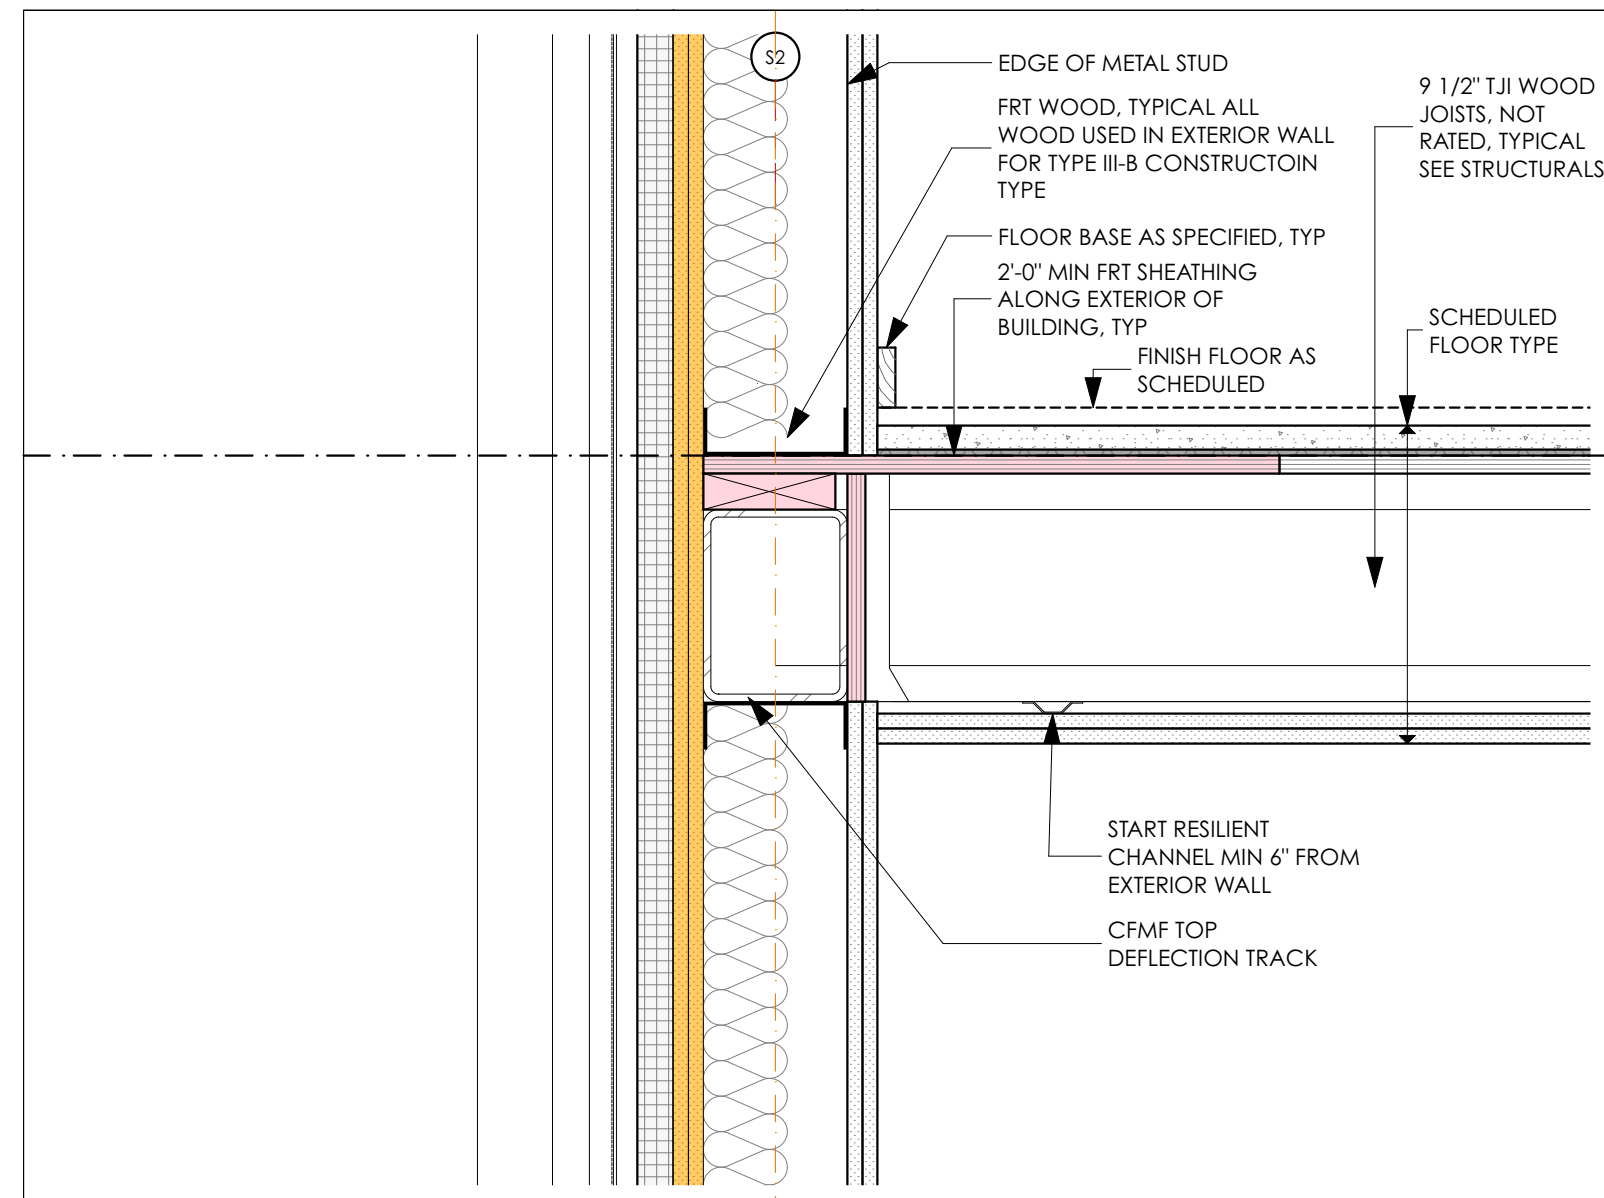 S2
EDGE OF METAL STUD
FRT WOOD, TYPICAL ALL
WOOD USED IN EXTERIOR WALL
FOR TYPE III-B CONSTRUCTOIN
TYPE
FLOOR BASE AS SPECIFIED, TYP
2'-0" MIN FRT SHEATHING
ALONG EXTERIOR OF
BUILDING, TYP
FINISH FLOOR AS
SCHEDULED
9 1/2" TJI WOOD
JOISTS, NOT
RATED, TYPICAL
SEE STRUCTURALS
SCHEDULED
FLOOR TYPE
START RESILIENT
CHANNEL MIN 6" FROM
EXTERIOR WALL
CFMF TOP
DEFLECTION TRACK